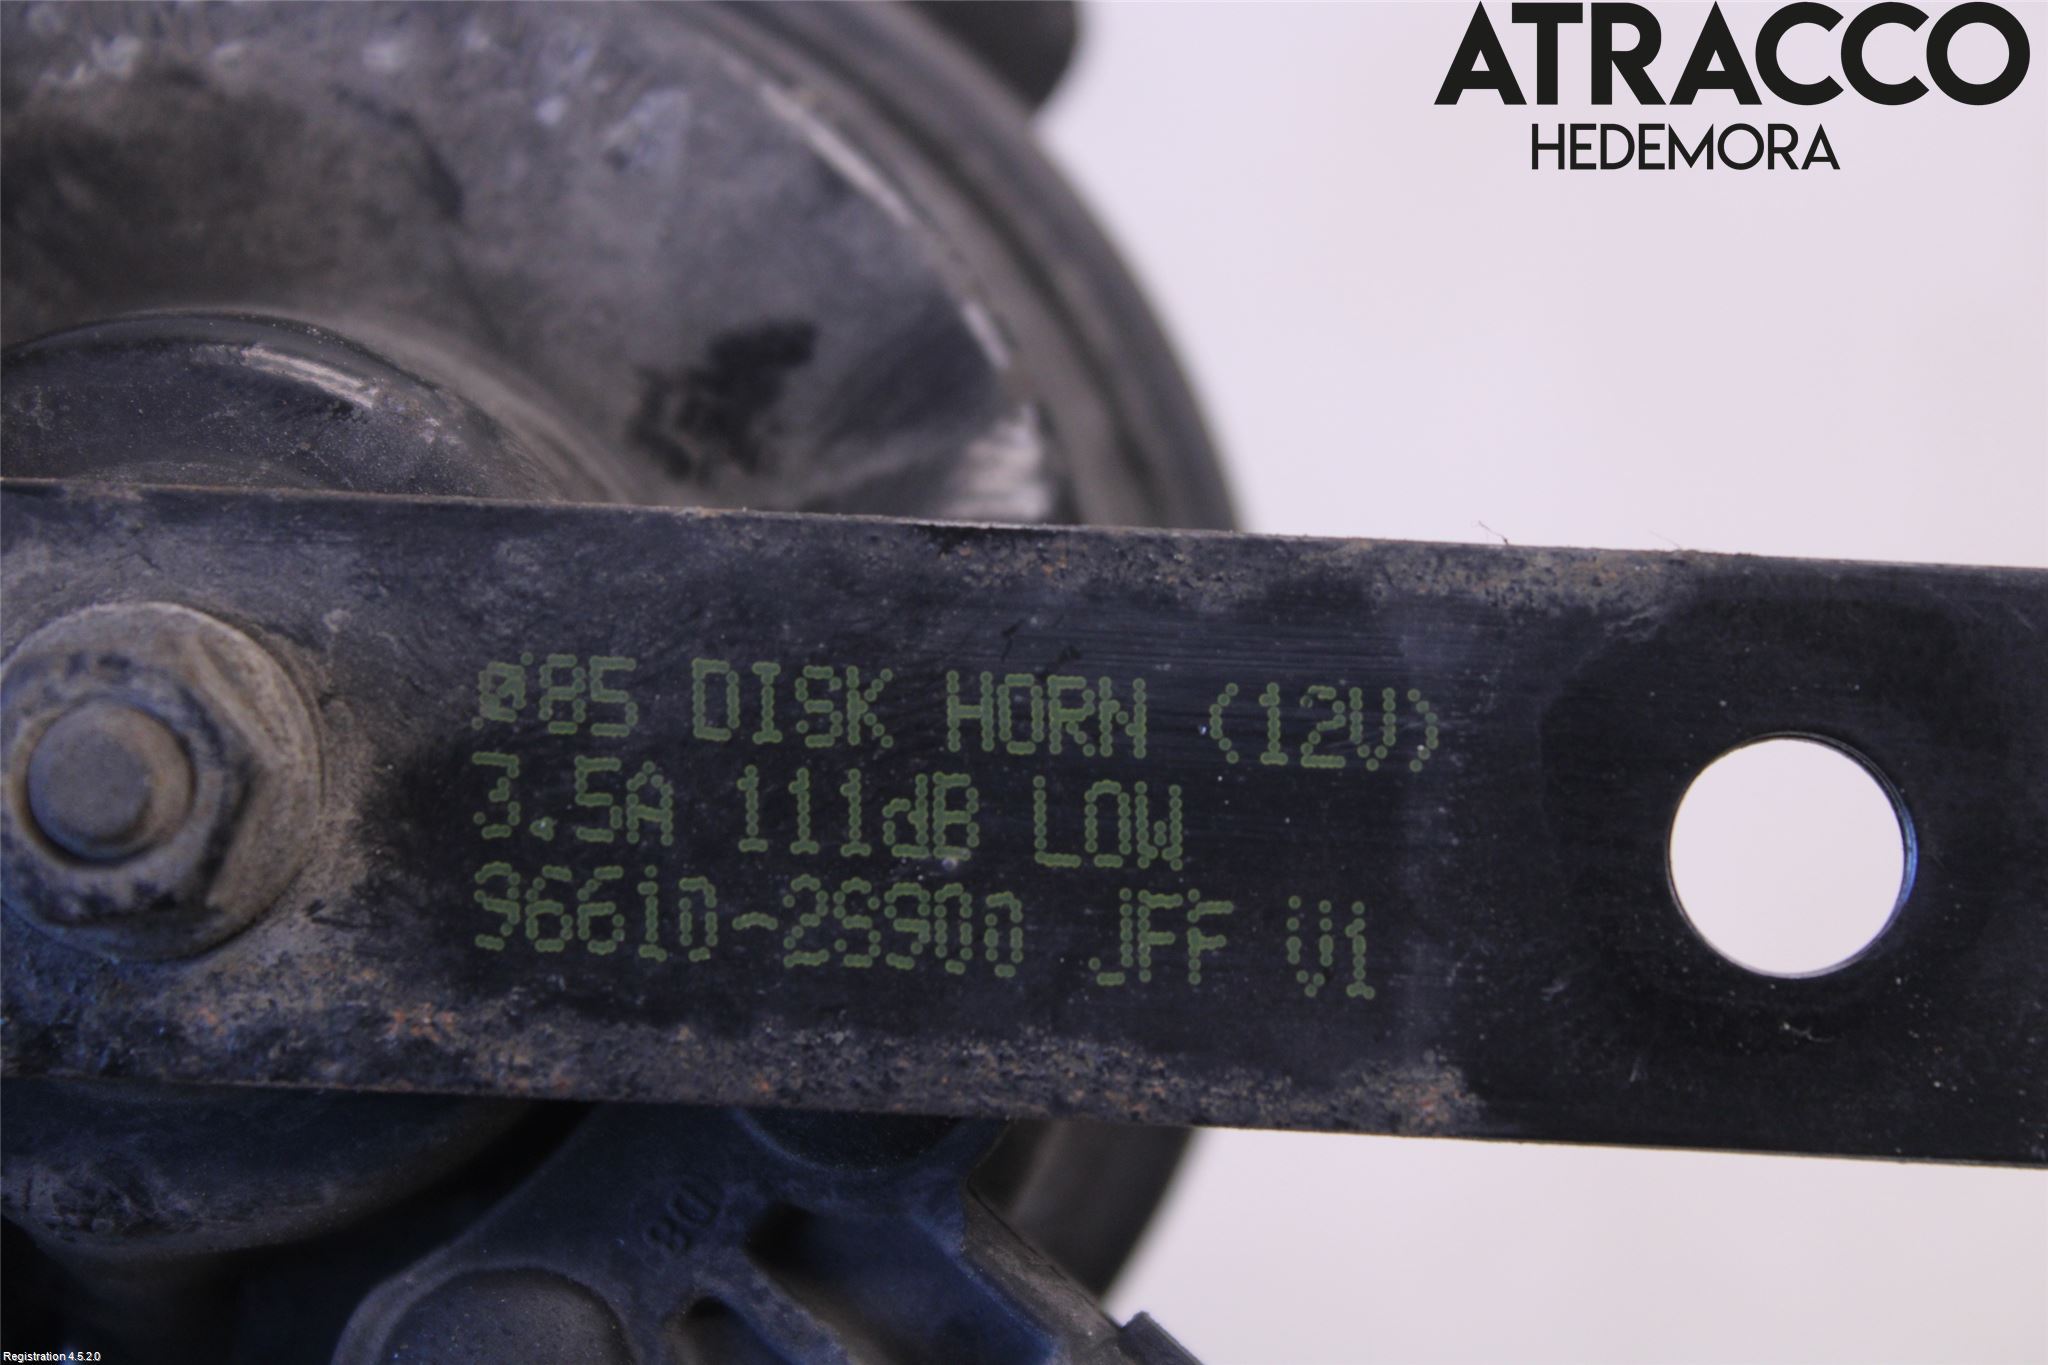 ATRACCO
HEDEMORA
Ø85 DISK HORN (12V)
3.5A 111dB LOW
96610-2S900 JFF V1
D8
Registration 4.5.2.0